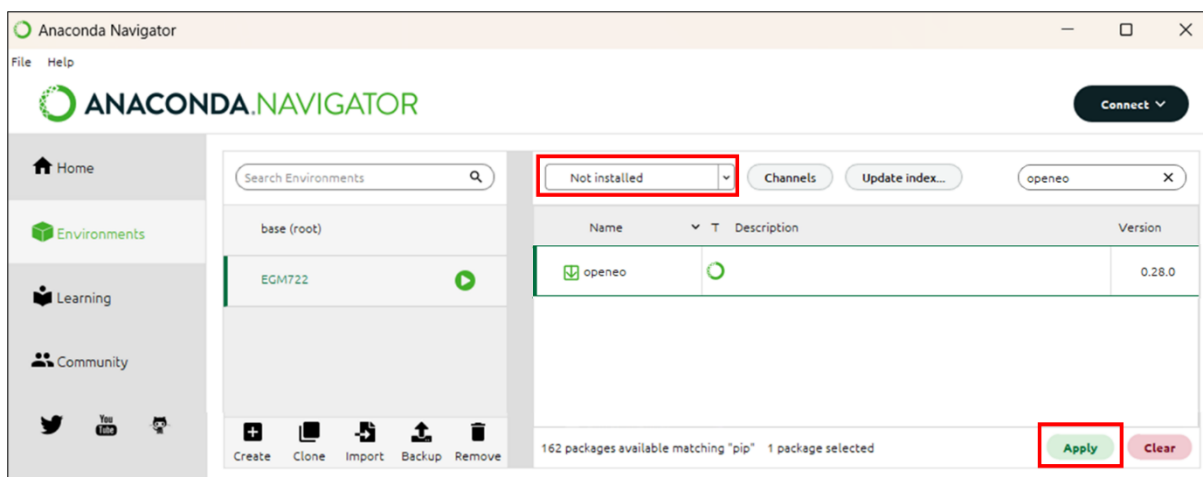 Anaconda Navigator
File Help
ANACONDA.NAVIGATOR
Connect
Home
Environments
Learning
Community
You
Tube
Search Environments
base (root)
EGM722
Create Clone Import Backup Remove
Not installed Channels Update index... openeo
Name T Description Version
openeo 0.28.0
162 packages available matching "pip" 1 package selected
Apply Clear